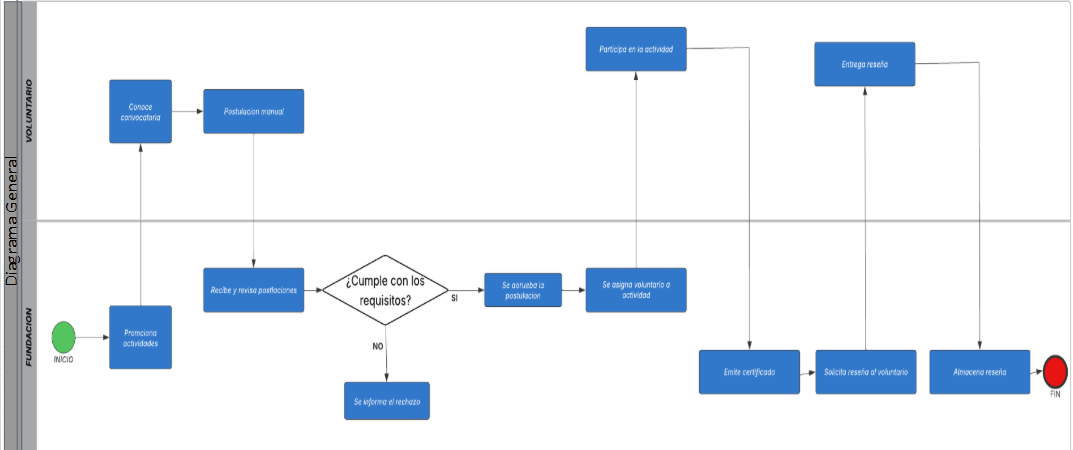 Diagrama General
VOLUNTARIO
FUNDACION
INICIO
Promciona
actividades
Conoce
convocatoria
Postulacion manual
Recibe y revisa postlaciones
¿Cumple con los
requisitos?
SI
NO
Se informa el rechazo
Se aprueba la
postulacion
Se asigna voluntario a
actividad
Participa en la actividad
Emite certificado
Solicita reseña al voluntario
Entrega reseña
Almacena reseña
FIN